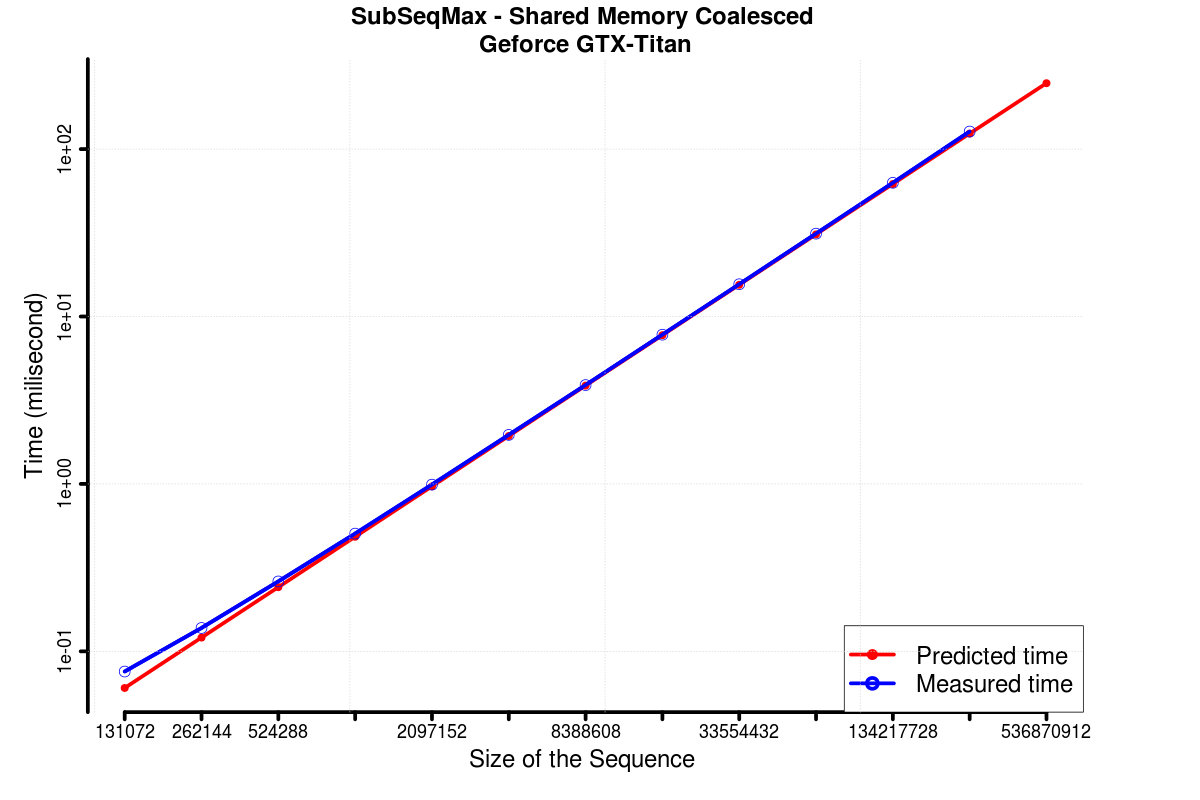 SubSeqMax - Shared Memory Coalesced
Geforce GTX-Titan
Time (milisecond)
1e+02
1e+01
1e+00
1e-01
Predicted time
Measured time
131072 262144 524288 2097152 8388608 33554432 134217728 536870912
Size of the Sequence